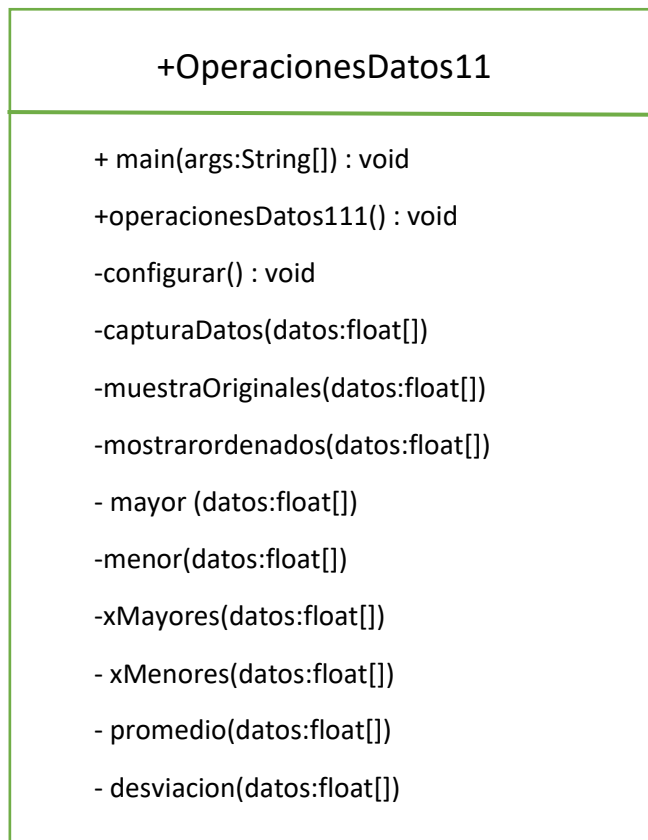 +OperacionesDatos11
+ main(args:String[]) : void
+operacionesDatos111() : void
-configurar() : void
-capturaDatos(datos:float[])
-muestraOriginales(datos:float[])
-mostrarordenados(datos:float[])
- mayor (datos:float[])
-menor(datos:float[])
-xMayores(datos:float[])
- xMenores(datos:float[])
- promedio(datos:float[])
- desviacion(datos:float[])